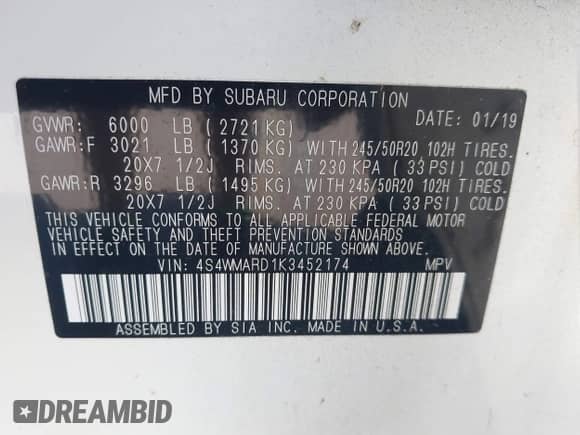 MFD BY SUBARU CORPORATION
GVWR: 6000 LB ( 2721 KG) DATE: 01/19
GAWR:F 3021 LB ( 1370 KG) WITH 245/50R20 102H TIRES.
20X7 1/2J RIMS. AT 230 KPA ( 33 PSI) COLD
GAWR:R 3296 LB ( 1495 KG) WITH 245/50R20 102H TIRES.
20X7 1/2J RIMS. AT 230 KPA ( 33 PSI) COLD
THIS VEHICLE CONFORMS TO ALL APPLICABLE FEDERAL MOTOR
VEHICLE SAFETY AND THEFT PREVENTION STANDARDS
IN EFFECT ON THE DATE OF MANUFACTURE SHOWN ABOVE.
VIN: 4S4WMARD1K3452174 MPV
ASSEMBLED BY SIA INC. MADE IN U.S.A.
DREAMBID